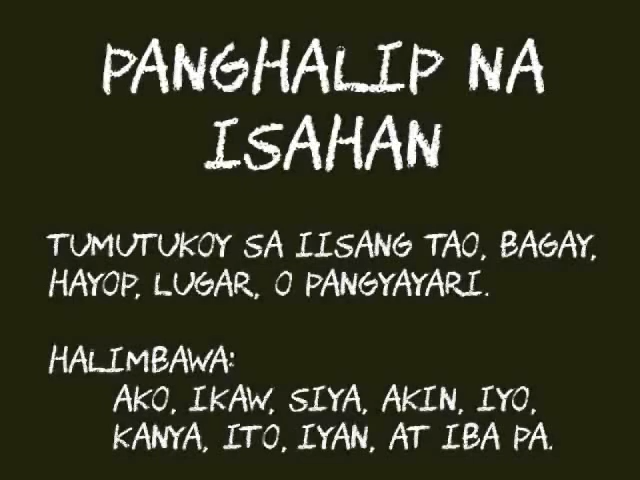 PANGHALIP NA
ISAHAN
TUMUTUKOY SA IISANG TAO, BAGAY,
HAYOP, LUGAR, O PANGYAYARI.
HALIMBAWA:
AKO, IKAW, SIYA, AKIN, IYO,
KANYA, ITO, IYAN, AT IBA PA.